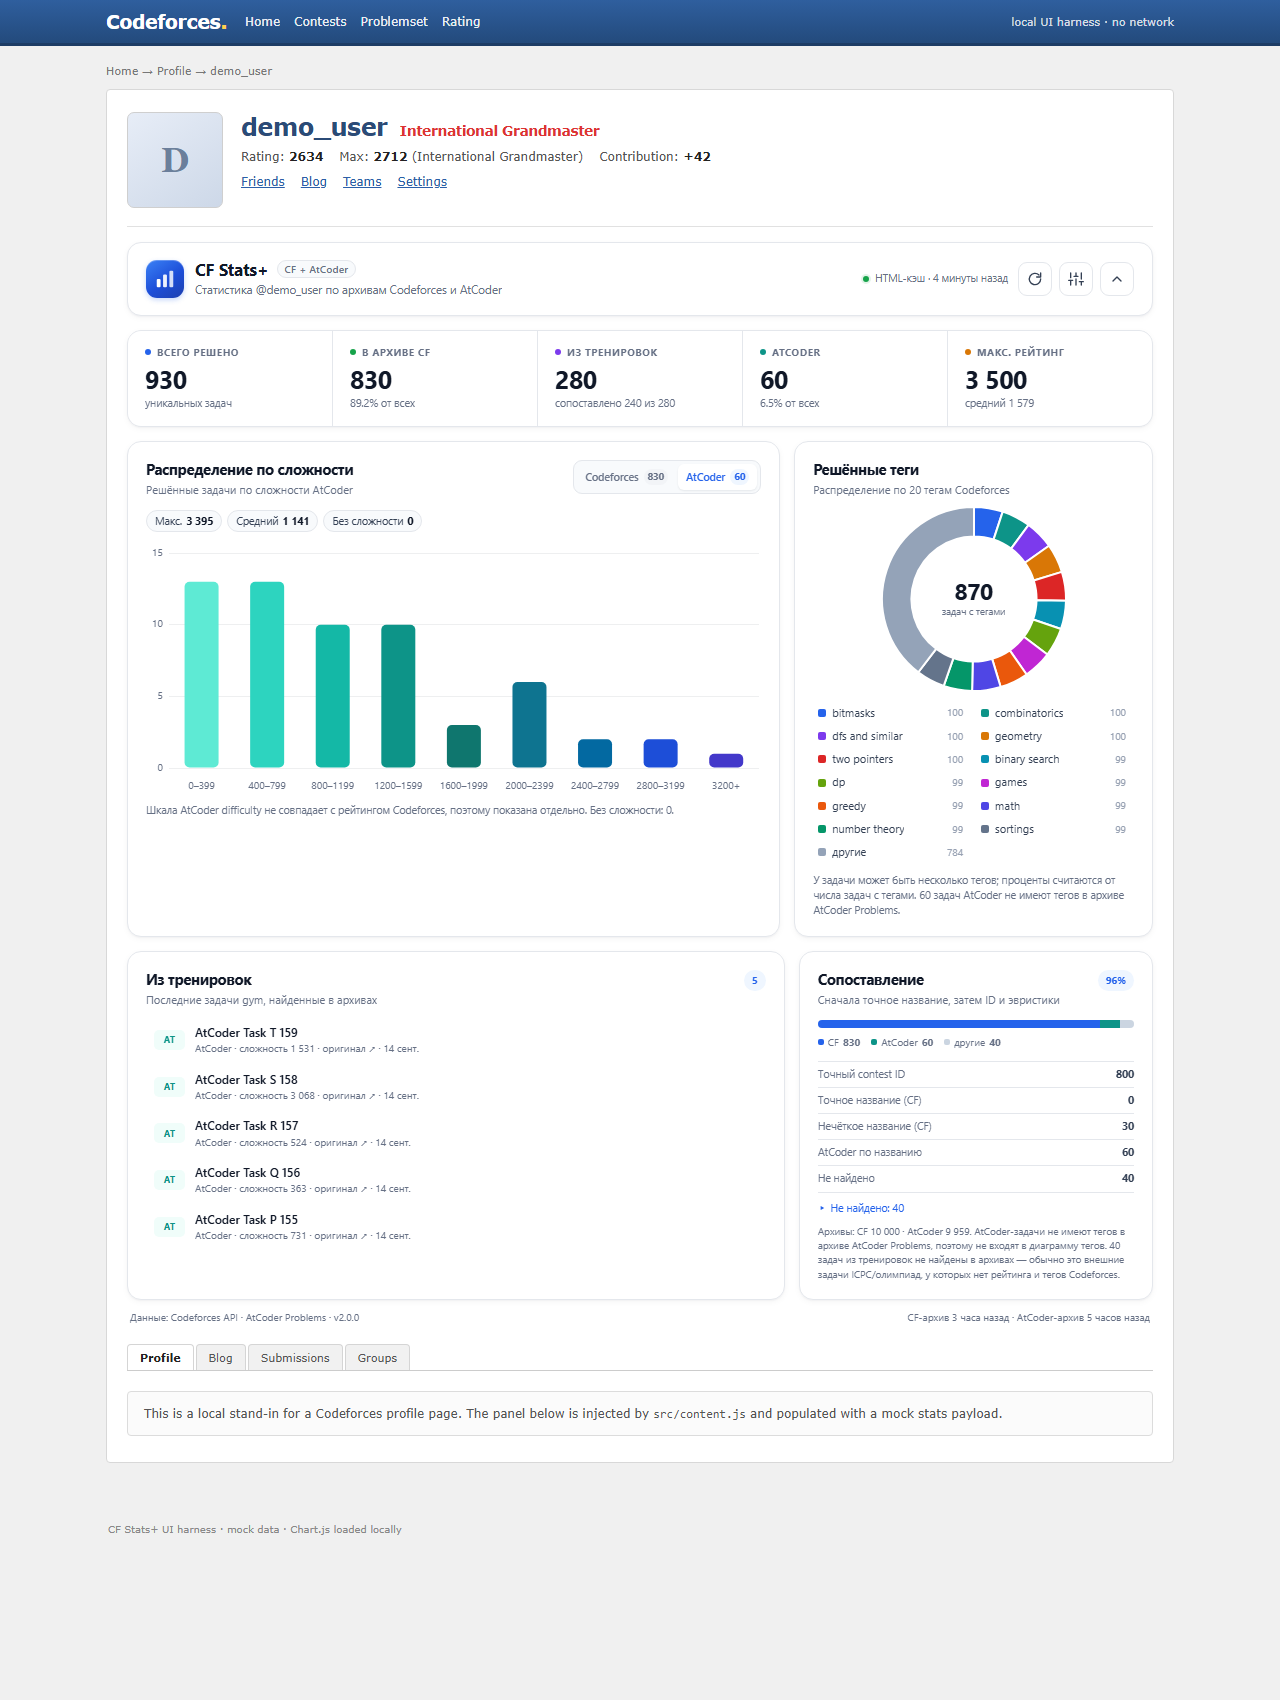 Codeforces. Home Contests Problemset Rating local UI harness · no network
Home → Profile → demo_user
D
demo_user International Grandmaster
Rating: 2634 Max: 2712 (International Grandmaster) Contribution: +42
Friends Blog Teams Settings
CF Stats+ CF + AtCoder
Статистика @demo_user по архивам Codeforces и AtCoder
HTML-кэш · 4 минуты назад
ВСЕГО РЕШЕНО
930
уникальных задач
В АРХИВЕ CF
830
89.2% от всех
ИЗ ТРЕНИРОВОК
280
сопоставлено 240 из 280
ATCODER
60
6.5% от всех
МАКС. РЕЙТИНГ
3 500
средний 1 579
Распределение по сложности
Решённые задачи по сложности AtCoder
Codeforces 830 AtCoder 60
Макс. 3 395 Средний 1 141 Без сложности 0
15
10
5
0
0–399 400–799 800–1199 1200–1599 1600–1999 2000–2399 2400–2799 2800–3199 3200+
Шкала AtCoder difficulty не совпадает с рейтингом Codeforces, поэтому показана отдельно. Без сложности: 0.
Решённые теги
Распределение по 20 тегам Codeforces
870
задач с тегами
bitmasks 100 combinatorics 100
dfs and similar 100 geometry 100
two pointers 100 binary search 99
dp 99 games 99
greedy 99 math 99
number theory 99 sortings 99
другие 784
У задачи может быть несколько тегов; проценты считаются от
числа задач с тегами. 60 задач AtCoder не имеют тегов в архиве
AtCoder Problems.
Из тренировок 5
Последние задачи gym, найденные в архивах
AT AtCoder Task T 159
AtCoder · сложность 1 531 · оригинал ↗ · 14 сент.
AT AtCoder Task S 158
AtCoder · сложность 3 068 · оригинал ↗ · 14 сент.
AT AtCoder Task R 157
AtCoder · сложность 524 · оригинал ↗ · 14 сент.
AT AtCoder Task Q 156
AtCoder · сложность 363 · оригинал ↗ · 14 сент.
AT AtCoder Task P 155
AtCoder · сложность 731 · оригинал ↗ · 14 сент.
Сопоставление 96%
Сначала точное название, затем ID и эвристики
CF 830 AtCoder 60 другие 40
Точный contest ID 800
Точное название (CF) 0
Нечёткое название (CF) 30
AtCoder по названию 60
Не найдено 40
▸ Не найдено: 40
Архивы: CF 10 000 · AtCoder 9 959. AtCoder-задачи не имеют тегов в
архиве AtCoder Problems, поэтому не входят в диаграмму тегов. 40
задач из тренировок не найдены в архивах — обычно это внешние
задачи ICPC/олимпиад, у которых нет рейтинга и тегов Codeforces.
Данные: Codeforces API · AtCoder Problems · v2.0.0
CF-архив 3 часа назад · AtCoder-архив 5 часов назад
Profile Blog Submissions Groups
This is a local stand-in for a Codeforces profile page. The panel below is injected by src/content.js and populated with a mock stats payload.
CF Stats+ UI harness · mock data · Chart.js loaded locally